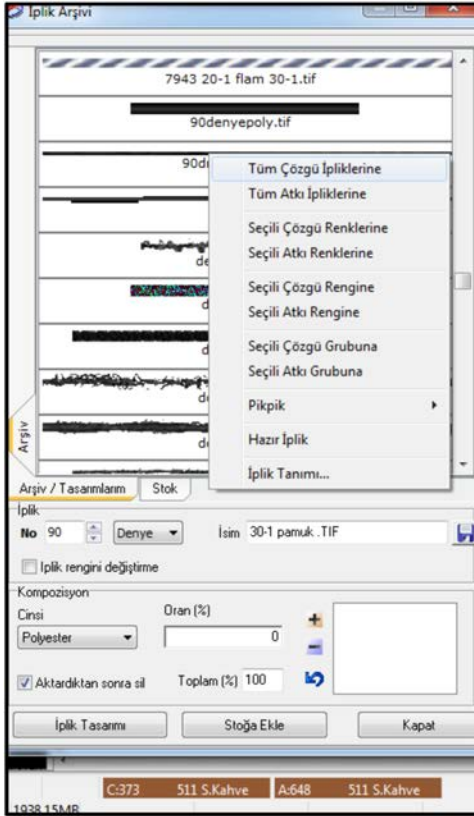 İplik Arşivi
7943 20-1 flam 30-1.tif
90denyepoly.tif
Tüm Çözgü İpliklerine
Tüm Atkı İpliklerine
Seçili Çözgü Renklerine
Seçili Atkı Renklerine
Seçili Çözgü Rengine
Seçili Atkı Rengine
Seçili Çözgü Grubuna
Seçili Atkı Grubuna
Pikpik
Hazır İplik
İplik Tanımı...
Arşiv
Arşiv / Tasarımlarım Stok
İplik
No 90 Denye İsim 30-1 pamuk .TIF
İplik rengini değiştirme
Kompozisyon
Cinsi Oran (%)
Polyester 0
Aktardıktan sonra sil Toplam (%) 100
İplik Tasarımı Stoğa Ekle Kapat
C:373 511 S.Kahve A:648 511 S.Kahve
1938.15MB